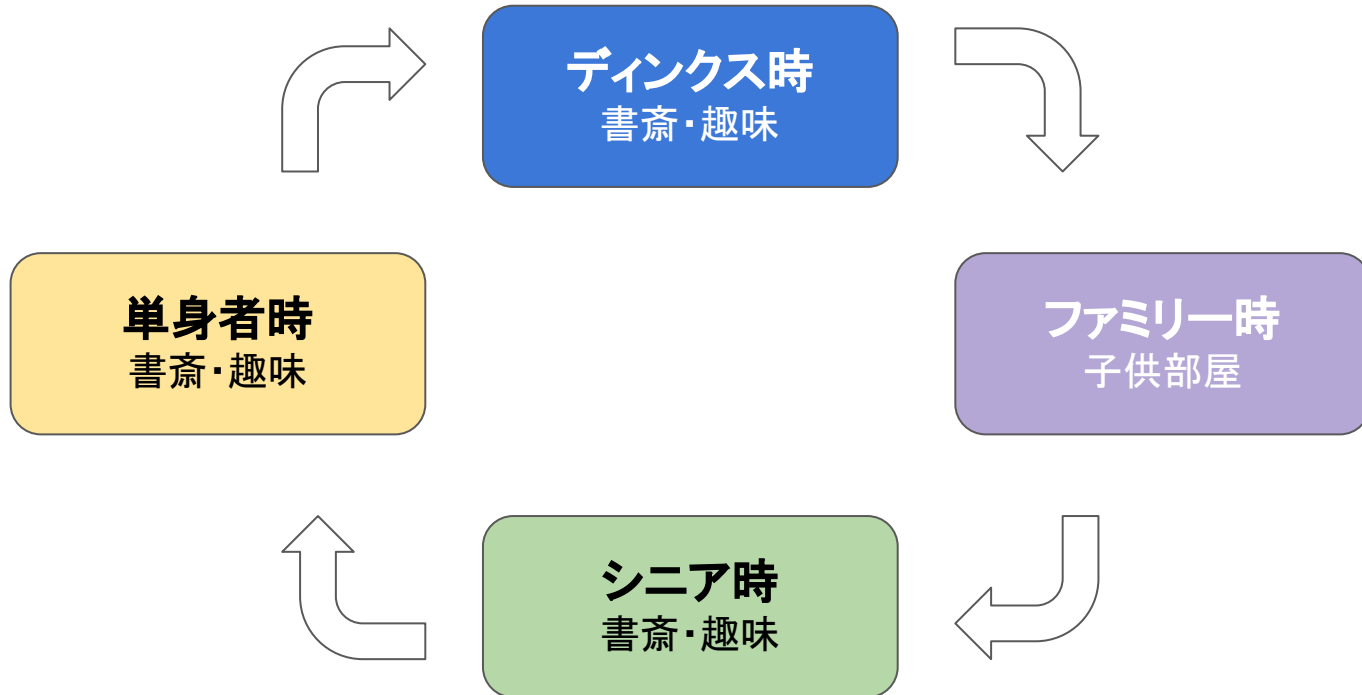 ディンクス時
書斎・趣味
単身者時
書斎・趣味
ファミリー時
子供部屋
シニア時
書斎・趣味